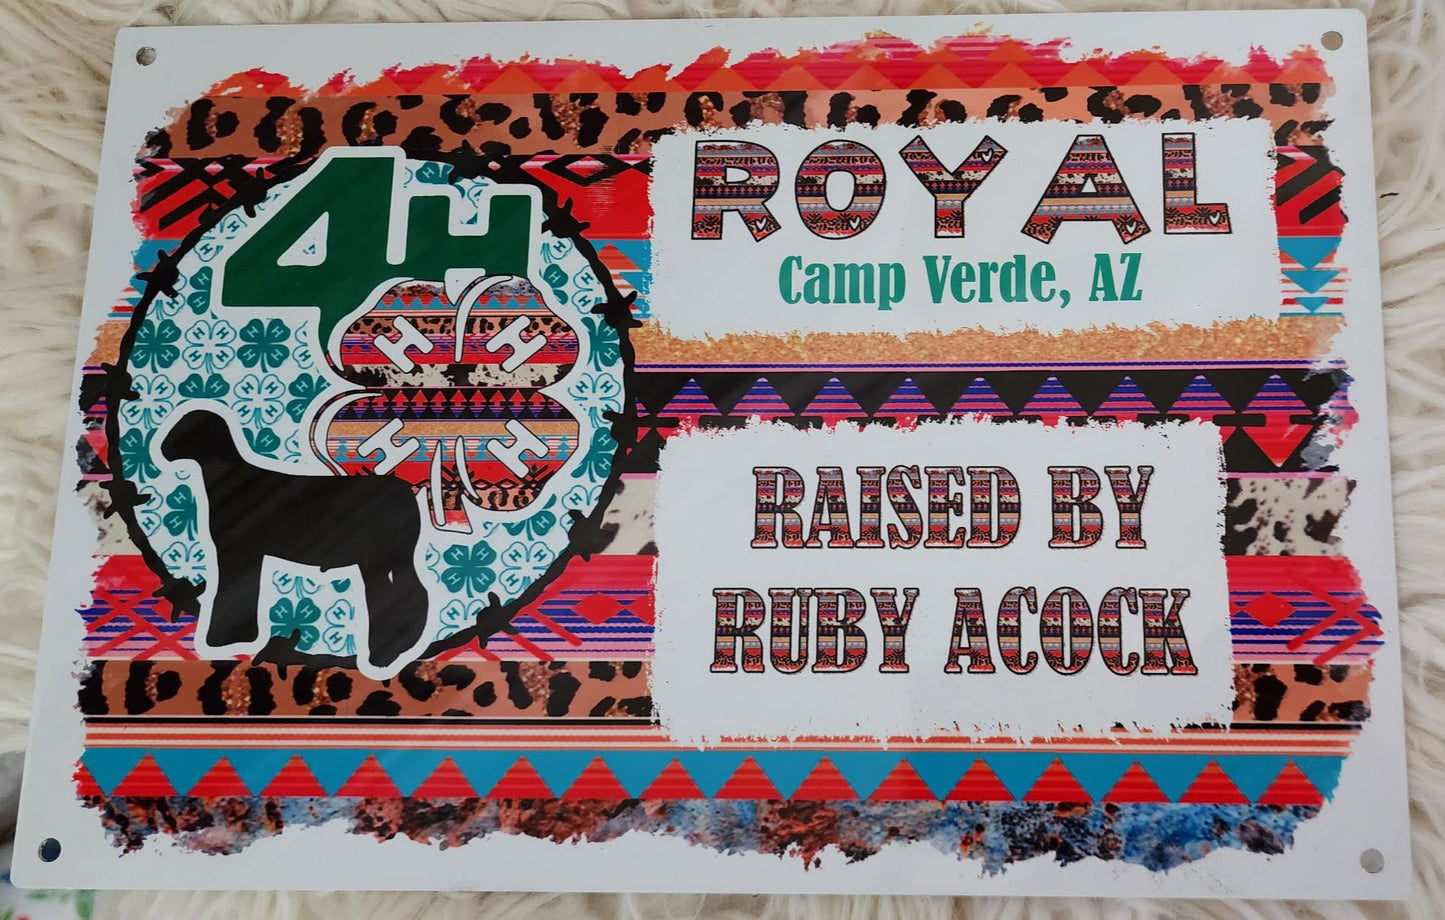 4H
H H
H H
ROYAL
Camp Verde, AZ
RAISED BY
RUBY ACOCK